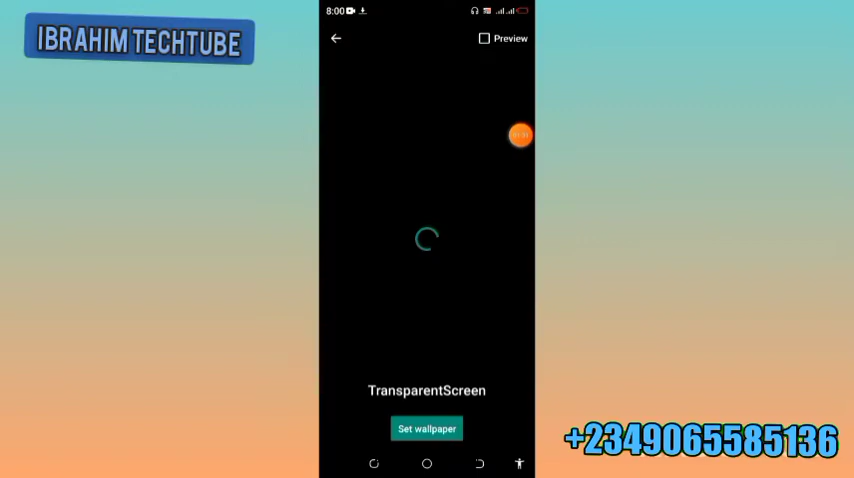 IBRAHIM TECHTUBE
8:00
Preview
TransparentScreen
Set wallpaper
+2349065585136